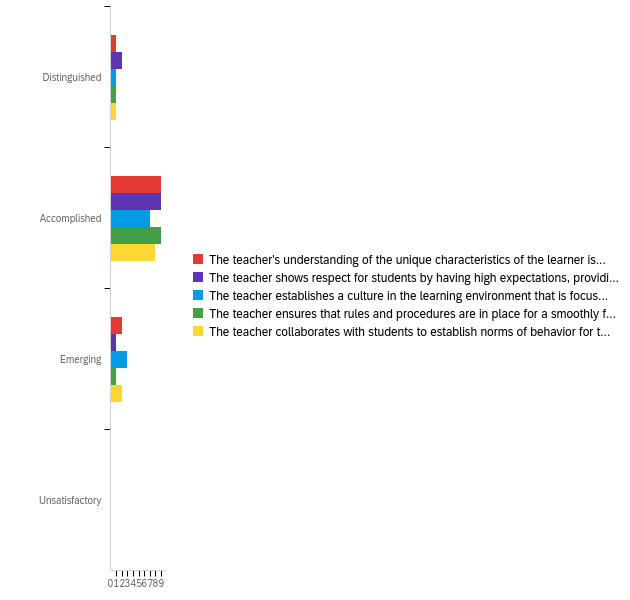 Distinguished
Accomplished
The teacher's understanding of the unique characteristics of the learner is...
The teacher shows respect for students by having high expectations, providi...
The teacher establishes a culture in the learning environment that is focus...
The teacher ensures that rules and procedures are in place for a smoothly f...
The teacher collaborates with students to establish norms of behavior for t...
Emerging
Unsatisfactory
0123456789